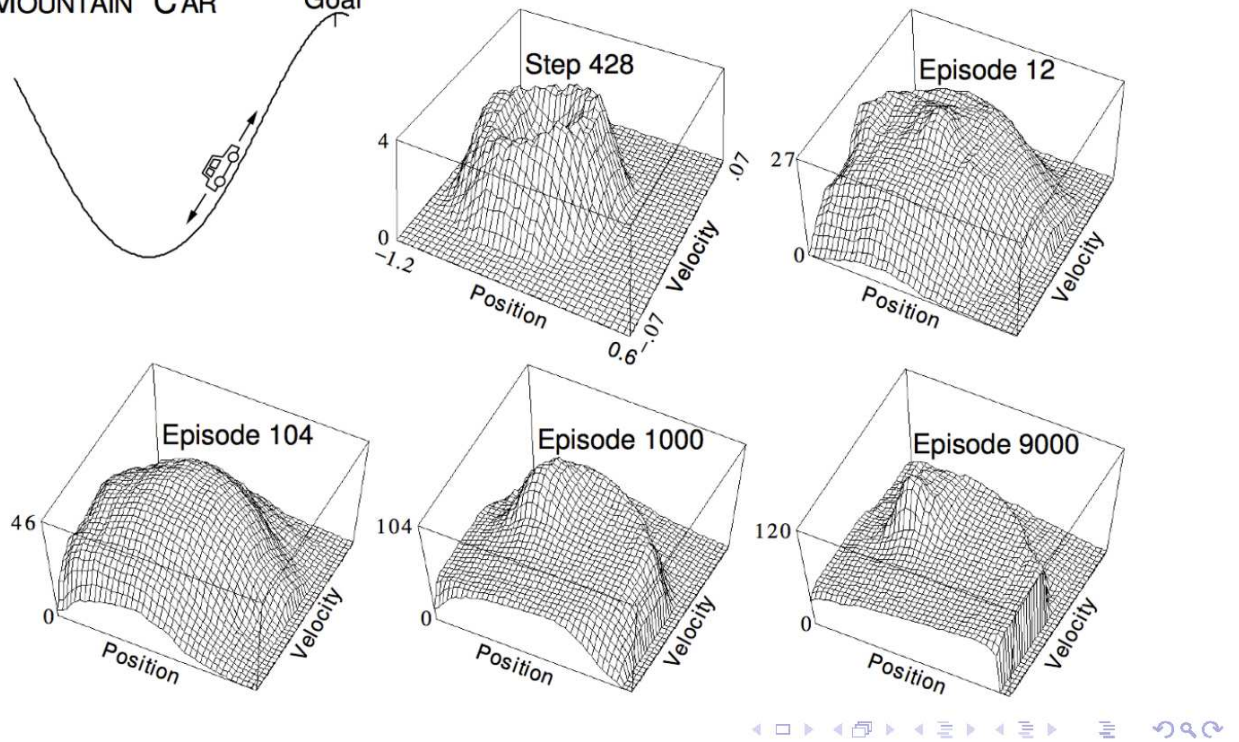 MOUNTAIN CAR
Goal
Step 428
4
0
−1.2
Position
0.6
Velocity
.07
−.07
Episode 12
27
0
Position
Velocity
Episode 104
46
0
Position
Velocity
Episode 1000
104
0
Position
Velocity
Episode 9000
120
0
Position
Velocity